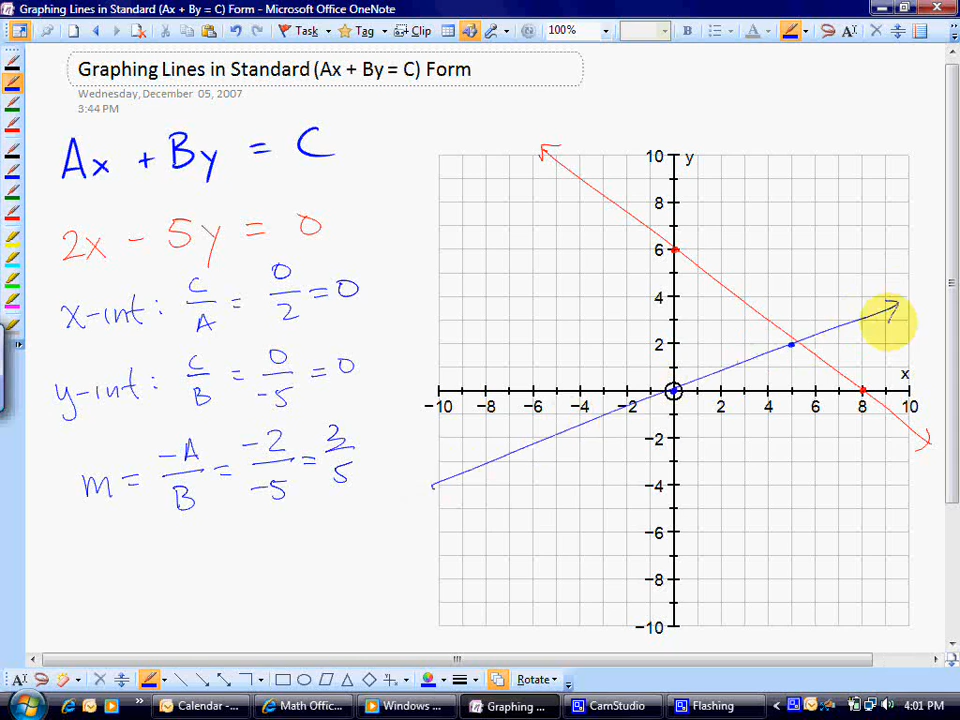 Graphing Lines in Standard (Ax + By = C) Form - Microsoft Office OneNote
Task Tag Clip 100% B A
Graphing Lines in Standard (Ax + By = C) Form
Wednesday, December 05, 2007
3:44 PM
Ax + By = C
2x - 5y = 0
x-int: C/A = 0/2 = 0
y-int: C/B = 0/-5 = 0
m = -A/B = -2/-5 = 2/5
10 y
8
6
4
2
x
−10 −8 −6 −4 −2 2 4 6 8 10
−2
−4
−6
−8
−10
Rotate
Calendar -... Math Office... Windows ... Graphing ... CamStudio Flashing 4:01 PM